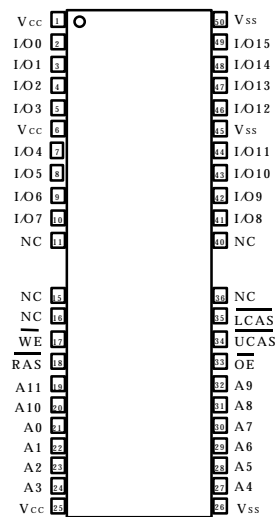 Vcc 1 50 Vss
I/O0 2 49 I/O15
I/O1 3 48 I/O14
I/O2 4 47 I/O13
I/O3 5 46 I/O12
Vcc 6 45 Vss
I/O4 7 44 I/O11
I/O5 8 43 I/O10
I/O6 9 42 I/O9
I/O7 10 41 I/O8
NC 11 40 NC
NC 15 36 NC
NC 16 35 LCAS
WE 17 34 UCAS
RAS 18 33 OE
A11 19 32 A9
A10 20 31 A8
A0 21 30 A7
A1 22 29 A6
A2 23 28 A5
A3 24 27 A4
Vcc 25 26 Vss